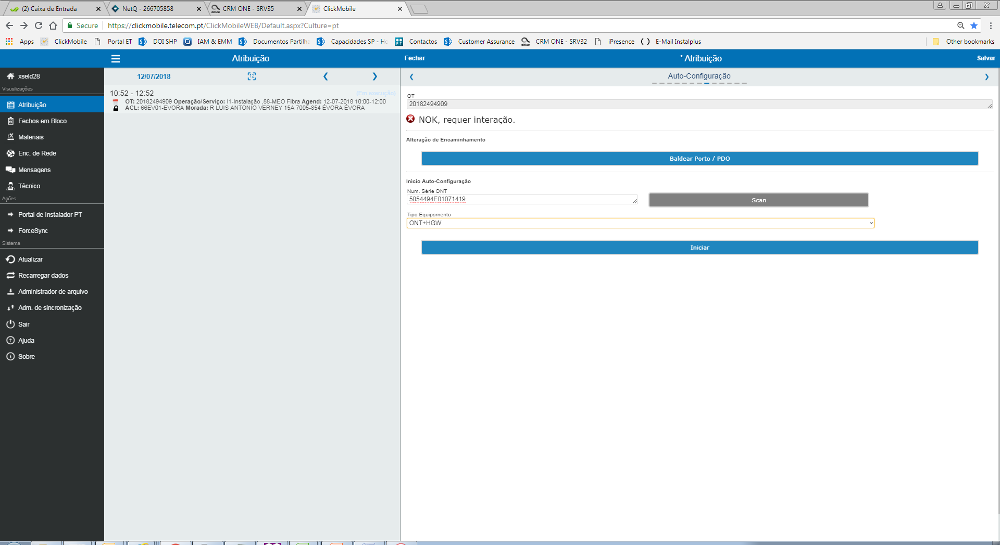 (2) Caixa de Entrada
NetQ - 266705858
CRM ONE - SRV35
ClickMobile
Secure
https://clickmobile.telecom.pt/ClickMobileWEB/Default.aspx?Culture=pt
Apps
ClickMobile
Portal ET
DOI SHP
IAM & EMM
Documentos Partilha
Capacidades SP - Ho
Contactos
Customer Assurance
altice
CRM ONE - SRV32
iPresence
E-Mail Instalplus
Other bookmarks
Atribuição
Fechar
* Atribuição
Salvar
xseld28
Visualizações
Atribuição
Fechos em Bloco
Materiais
Enc. de Rede
Mensagens
Técnico
Ações
Portal de Instalador PT
ForceSync
Sistema
Atualizar
Recarregar dados
Administrador de arquivo
Adm. de sincronização
Sair
Ajuda
Sobre
12/07/2018
12
10:52 - 12:52
(Em execução)
OT: 20182494909 Operação/Serviço: I1-Instalação ,88-MEO Fibra Agend: 12-07-2018 10:00-12:00
ACL: 66EV01-EVORA Morada: R LUIS ANTONIO VERNEY 15A 7005-854 ÉVORA ÉVORA
Auto-Configuração
OT
20182494909
NOK, requer interação.
Alteração de Encaminhamento
Baldear Porto / PDO
Início Auto-Configuração
Num. Série ONT
5054494E01071419
Scan
Tipo Equipamento
ONT+HGW
Iniciar